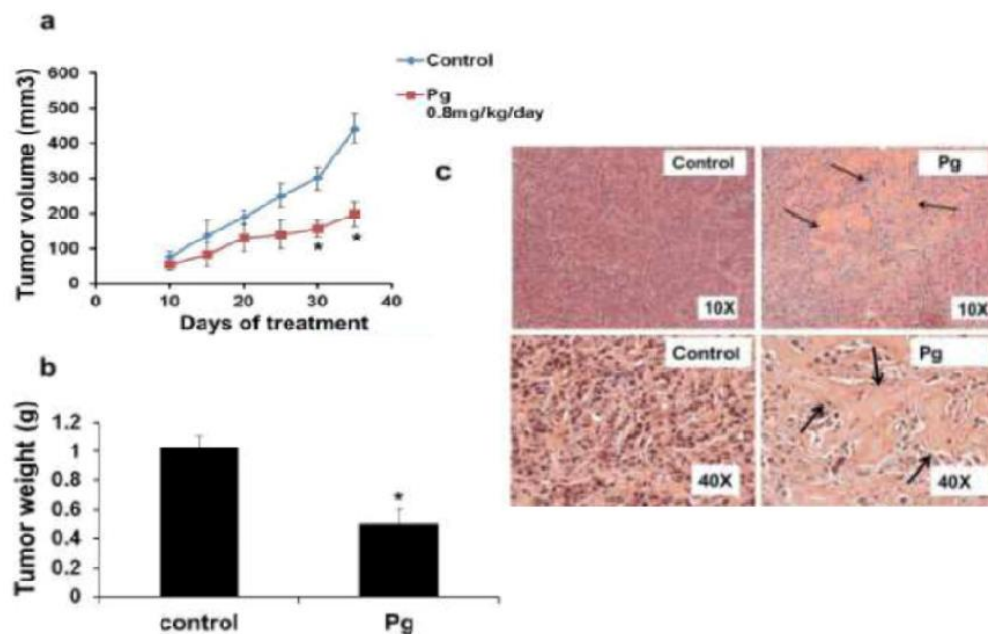 a
Control
Pg
0.8mg/kg/day
Tumor volume (mm3)
600
500
400
300
200
100
0
0
10
20
30
40
*
*
Days of treatment
b
Tumor weight (g)
1.2
1
0.8
0.6
0.4
0.2
0
*
control
Pg
c
Control
10X
Pg
10X
Control
40X
Pg
40X